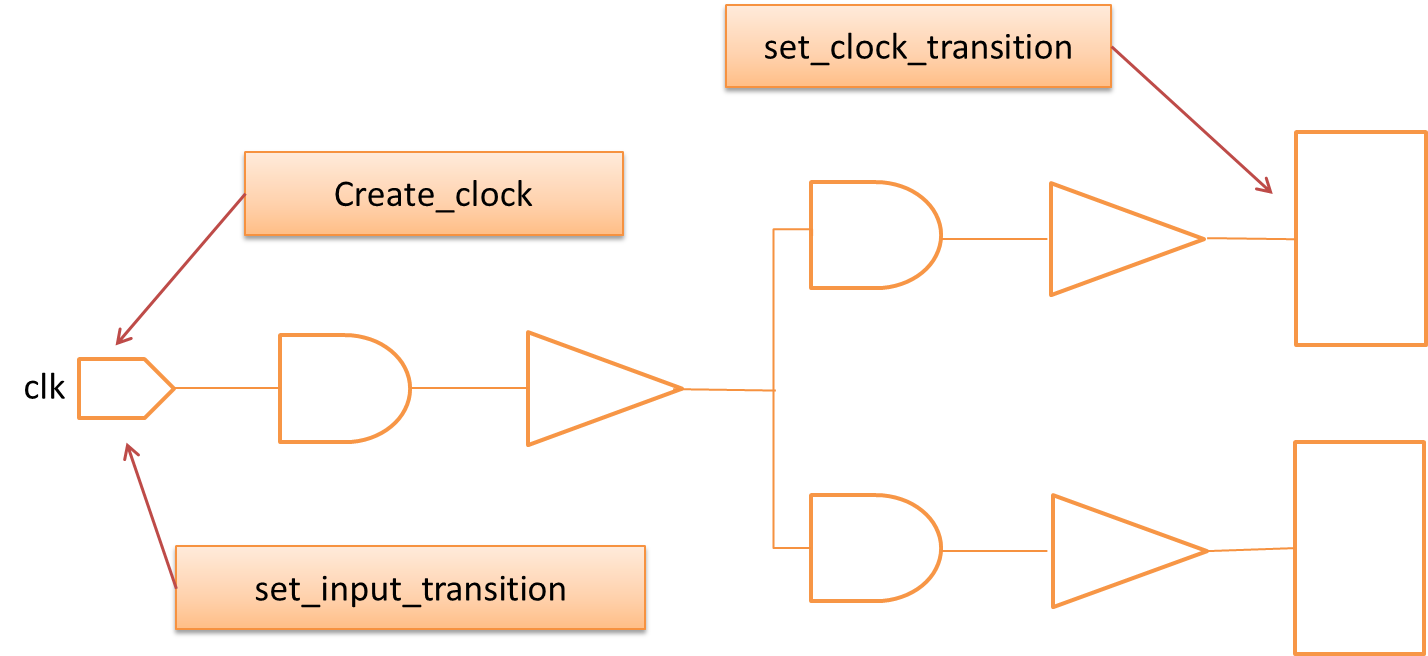 set_clock_transition
Create_clock
clk
set_input_transition